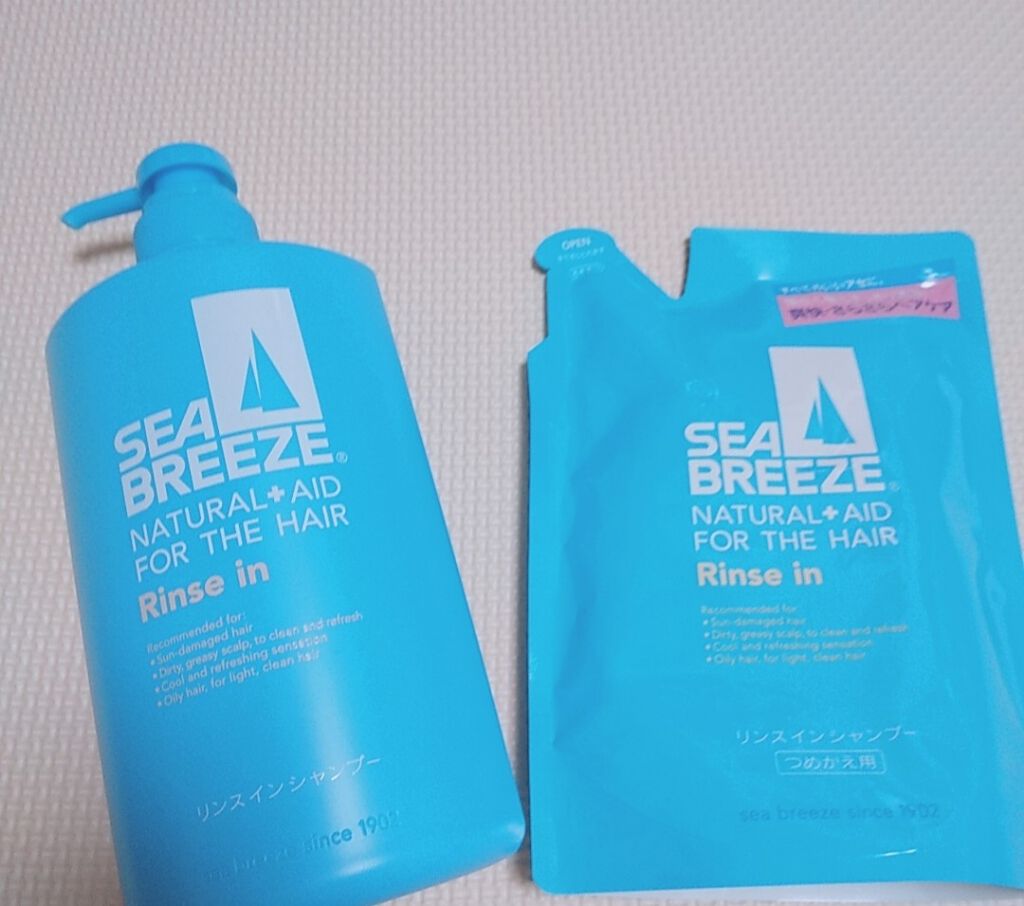 SEA
BREEZE®
NATURAL+AID
FOR THE HAIR
Rinse in
Recommended for:
•Sun-damaged hair
•Dirty, greasy scalp, to clean and refresh
•Cool and refreshing sensation
•Oily hair, for light, clean hair
リンスインシャンプー
sea breeze since 1902
OPEN
SEA
BREEZE®
NATURAL+AID
FOR THE HAIR
Rinse in
Recommended for
•Sun-damaged hair
•Dirty, greasy scalp, to clean and refresh
•Cool and refreshing sensation
•Oily hair, for light, clean hair
リンスインシャンプー
つめかえ用
sea breeze since 1902